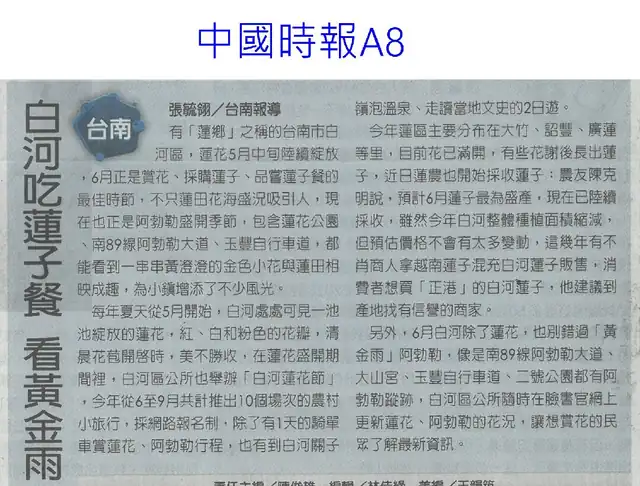 中國時報A8
白河吃蓮子餐 看黃金雨
台南
張毓翎／台南報導
有「蓮鄉」之稱的台南市白
河區，蓮花5月中旬陸續綻放
，6月正是賞花、採購蓮子、品嘗蓮子餐的
最佳時節，不只蓮田花海盛況吸引人，現
在也正是阿勃勒盛開季節，包含蓮花公園
、南89線阿勃勒大道、玉豐自行車道，都
能看到一串串黃澄澄的金色小花與蓮田相
映成趣，為小鎮增添了不少風光。
每年夏天從5月開始，白河處處可見一池
池綻放的蓮花，紅、白和粉色的花瓣，清
晨花苞開啓時，美不勝收，在蓮花盛開期
間裡，白河區公所也舉辦「白河蓮花節」
，今年從6至9月共計推出10個場次的農村
小旅行，採網路報名制，除了有1天的騎單
車賞蓮花、阿勃勒行程，也有到白河關子
嶺泡溫泉、走讀當地文史的2日遊。
今年蓮區主要分布在大竹、詔豐、廣蓮
等里，目前花已滿開，有些花謝後長出蓮
子，近日蓮農也開始採收蓮子；農友陳克
明說，預計6月蓮子最為盛產，現在已陸續
採收，雖然今年白河整體種植面積縮減，
但預估價格不會有太多變動，這幾年有不
肖商人拿越南蓮子混充白河蓮子販售，消
費者想買「正港」的白河蓮子，他建議到
產地找有信譽的商家。
另外，6月白河除了蓮花，也別錯過「黃
金雨」阿勃勒，像是南89線阿勃勒大道、
大山宮、玉豐自行車道、二號公園都有阿
勃勒蹤跡，白河區公所隨時在臉書官網上
更新蓮花、阿勃勒的花況，讓想賞花的民
眾了解最新資訊。